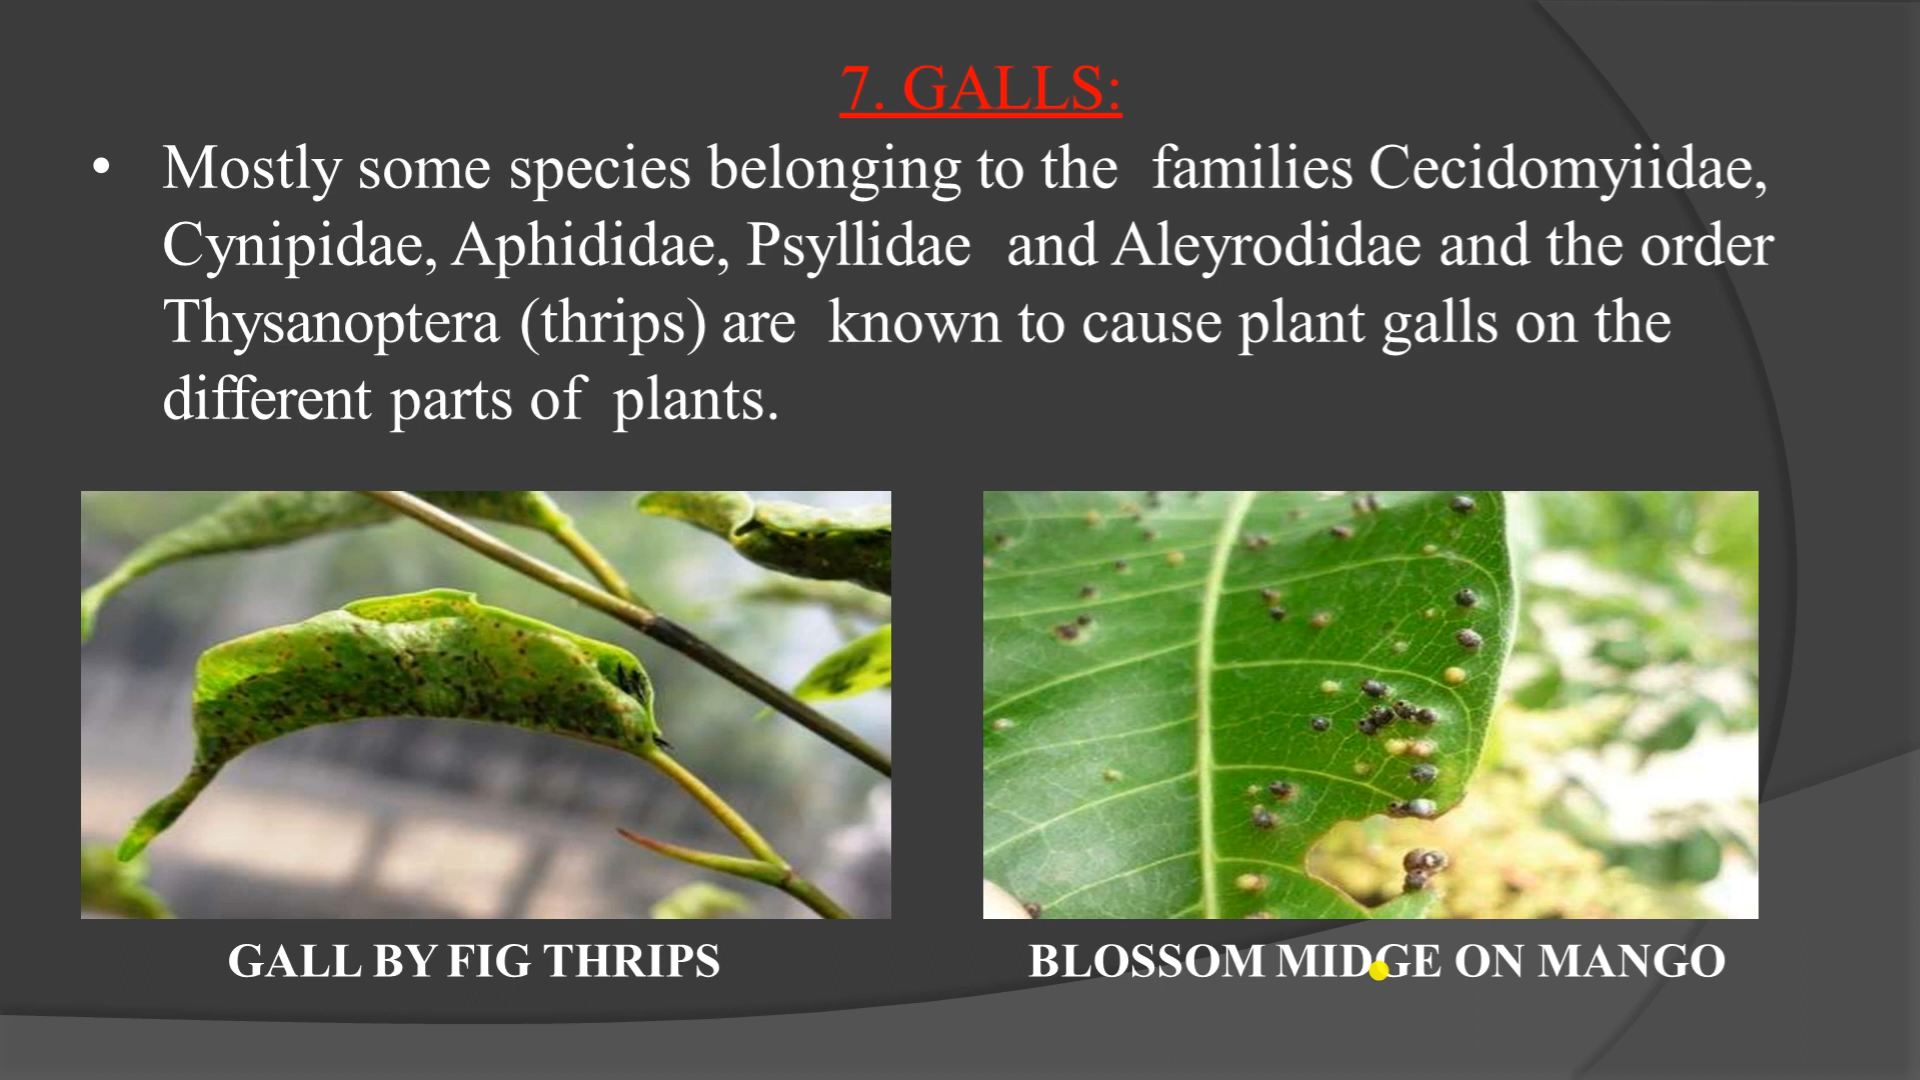 7. GALLS:
• Mostly some species belonging to the families Cecidomyiidae,
Cynipidae, Aphididae, Psyllidae and Aleyrodidae and the order
Thysanoptera (thrips) are known to cause plant galls on the
different parts of plants.
GALL BY FIG THRIPS
BLOSSOM MIDGE ON MANGO